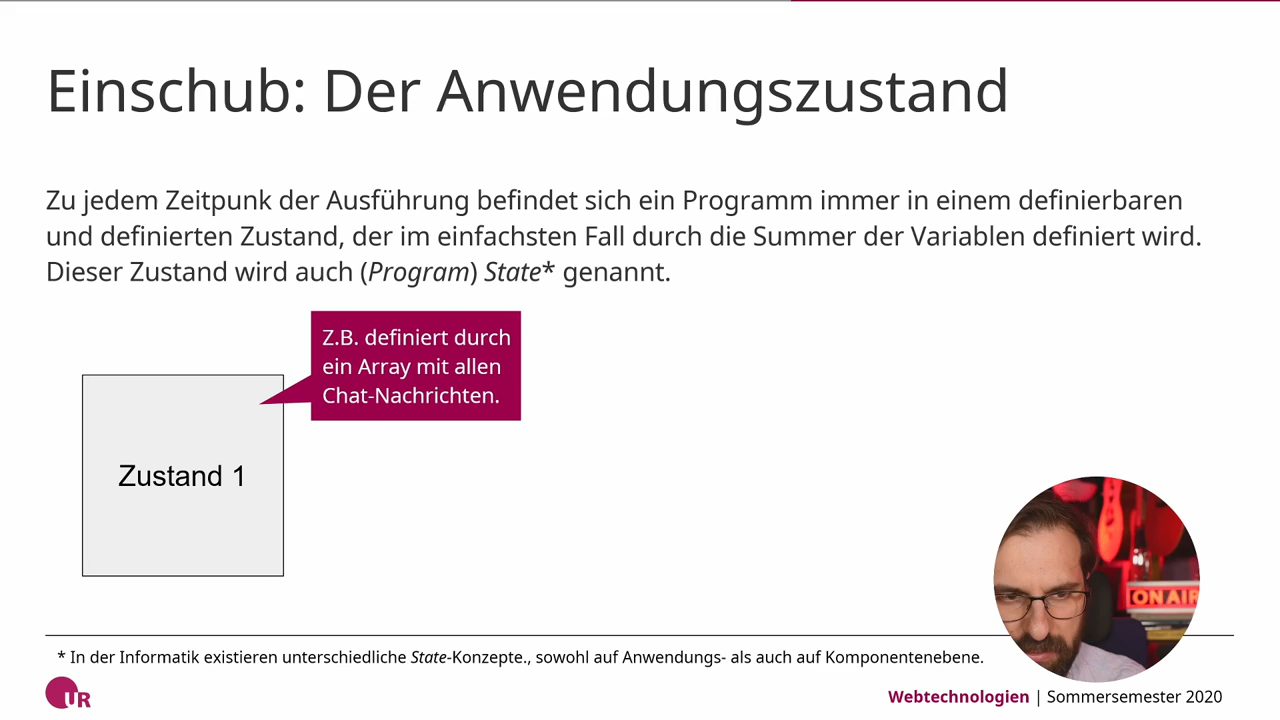 Einschub: Der Anwendungszustand
Zu jedem Zeitpunk der Ausführung befindet sich ein Programm immer in einem definierbaren
und definierten Zustand, der im einfachsten Fall durch die Summer der Variablen definiert wird.
Dieser Zustand wird auch (Program) State* genannt.
Z.B. definiert durch
ein Array mit allen
Chat-Nachrichten.
Zustand 1
ON AIR
* In der Informatik existieren unterschiedliche State-Konzepte., sowohl auf Anwendungs- als auch auf Komponentenebene.
UR
Webtechnologien | Sommersemester 2020